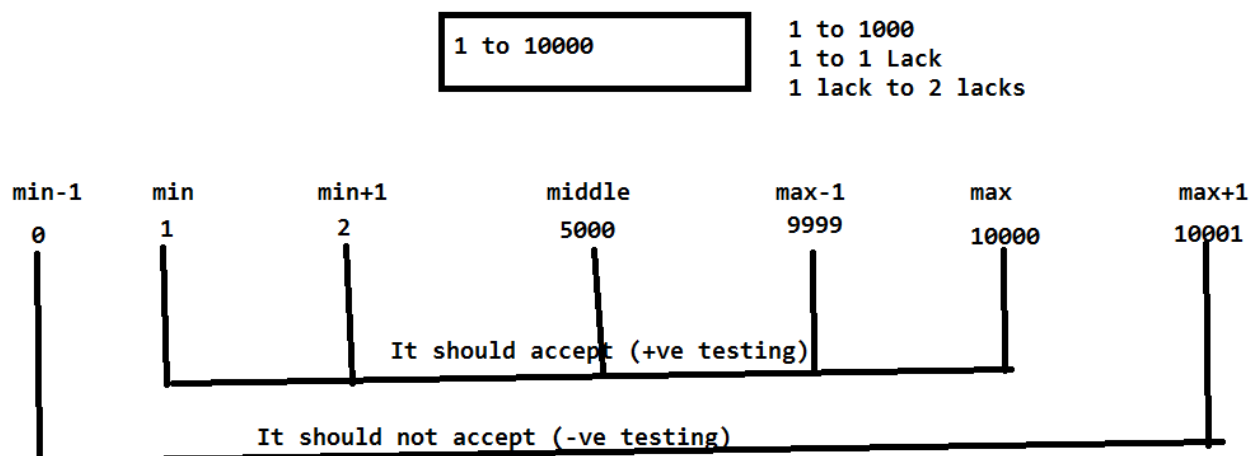 1 to 10000
1 to 1000
1 to 1 Lack
1 lack to 2 lacks
min-1 min min+1 middle max-1 max max+1
0 1 2 5000 9999 10000 10001
It should accept (+ve testing)
It should not accept (-ve testing)